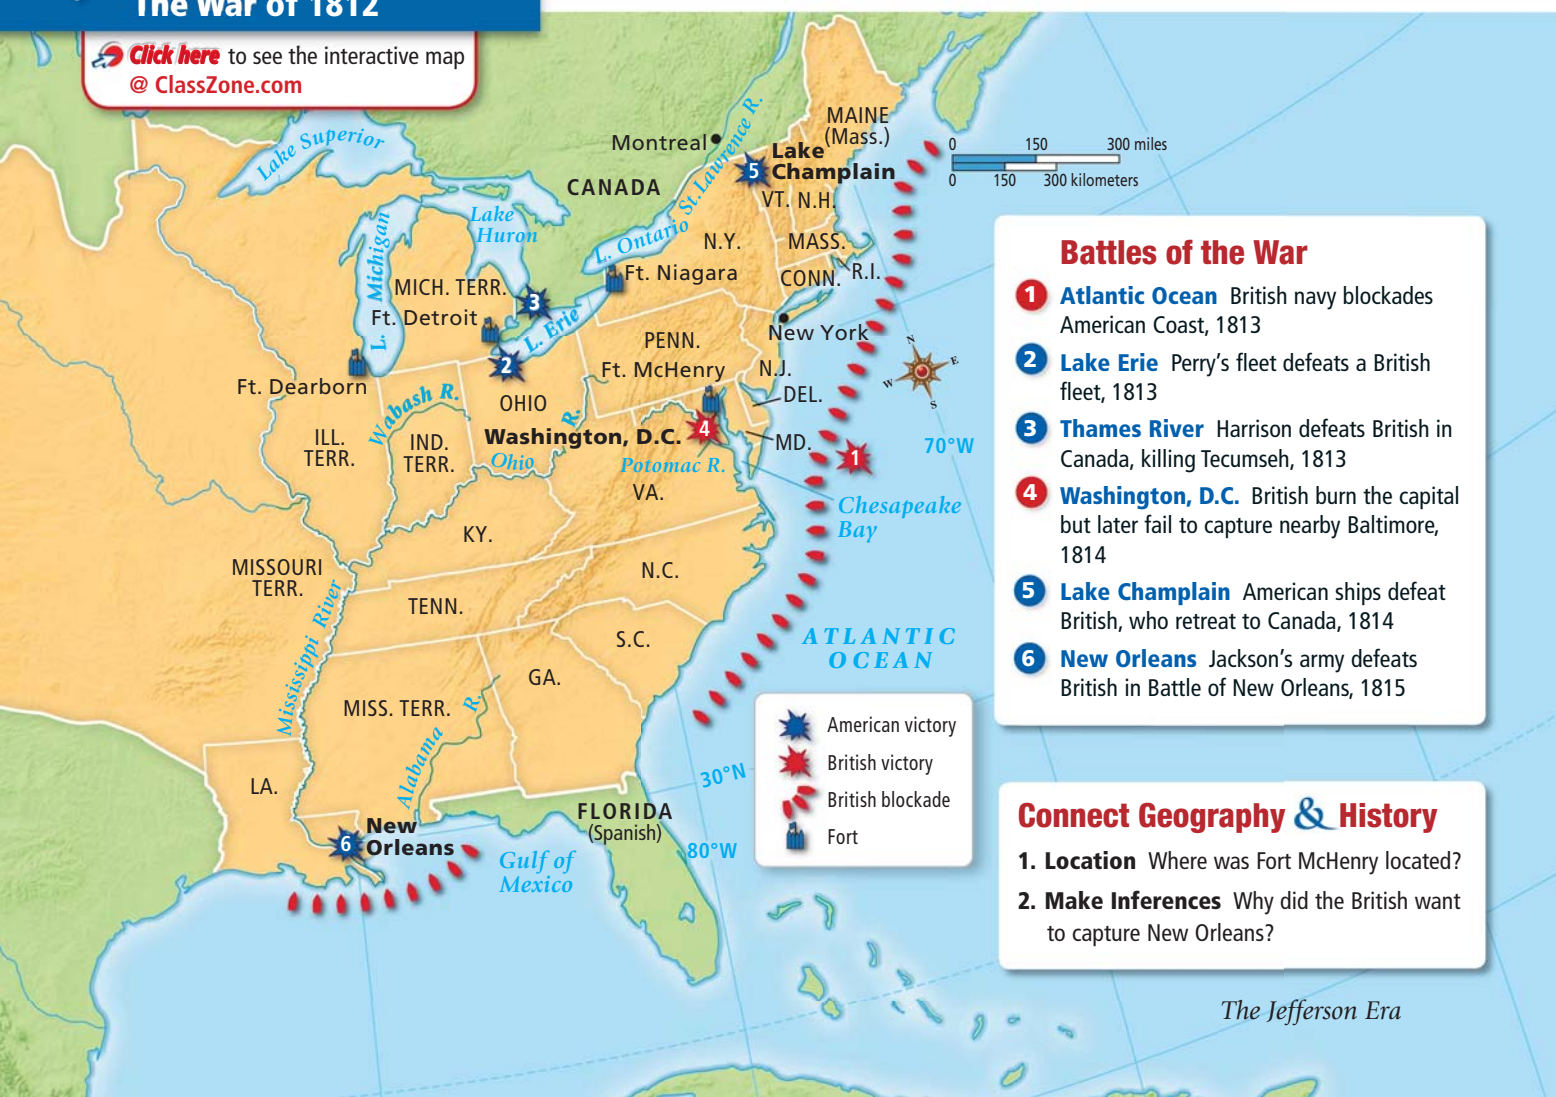 The War of 1812
Click here to see the interactive map
@ ClassZone.com
Lake Superior
Montreal
St. Lawrence R.
MAINE
(Mass.)
0 150 300 miles
0 150 300 kilometers
5
Lake
Champlain
CANADA
VT. N.H.
L. Michigan
Lake
Huron
L. Ontario
N.Y.
MASS.
Ft. Niagara
CONN. R.I.
MICH. TERR.
3
Ft. Detroit
L. Erie
New York
PENN.
2
Ft. McHenry
N.J.
N
E
W
S
Ft. Dearborn
Wabash R.
OHIO
DEL.
Washington, D.C.
4
MD.
1
70°W
ILL.
TERR.
IND.
TERR.
Ohio R.
Potomac R.
VA.
Chesapeake
Bay
KY.
MISSOURI
TERR.
N.C.
TENN.
Mississippi River
S.C.
ATLANTIC
OCEAN
GA.
MISS. TERR.
Alabama R.
30°N
LA.
FLORIDA
(Spanish)
6
New
Orleans
80°W
Gulf of
Mexico
American victory
British victory
British blockade
Fort
Battles of the War
1 Atlantic Ocean British navy blockades
American Coast, 1813
2 Lake Erie Perry’s fleet defeats a British
fleet, 1813
3 Thames River Harrison defeats British in
Canada, killing Tecumseh, 1813
4 Washington, D.C. British burn the capital
but later fail to capture nearby Baltimore,
1814
5 Lake Champlain American ships defeat
British, who retreat to Canada, 1814
6 New Orleans Jackson’s army defeats
British in Battle of New Orleans, 1815
Connect Geography & History
1. Location Where was Fort McHenry located?
2. Make Inferences Why did the British want
to capture New Orleans?
The Jefferson Era